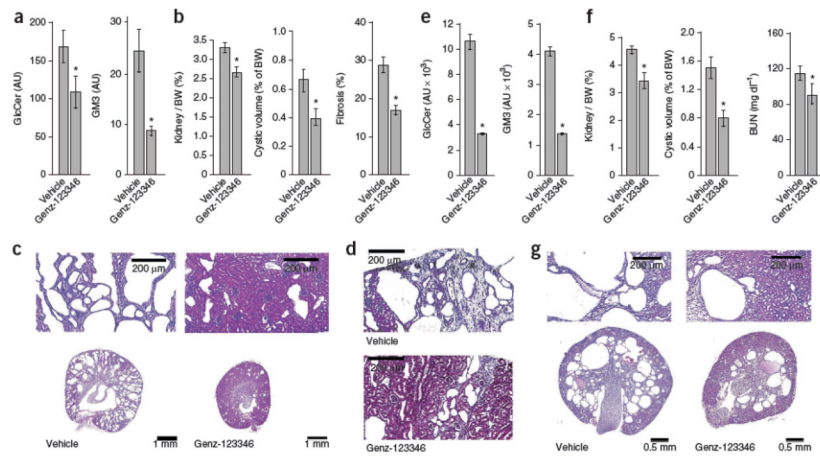 a
GlcCer (AU)
200
150
100
50
0
*
Vehicle
Genz-123346
GM3 (AU)
30
20
10
0
*
Vehicle
Genz-123346
b
Kidney / BW (%)
3.5
3.0
2.5
2.0
1.5
1.0
0.5
0
*
Vehicle
Genz-123346
Cystic volume (% of BW)
1.0
0.8
0.6
0.4
0.2
0
*
Vehicle
Genz-123346
Fibrosis (%)
40
30
20
10
0
*
Vehicle
Genz-123346
e
GlcCer (AU × 10³)
12
10
8
6
4
2
0
*
Vehicle
Genz-123346
GM3 (AU × 10³)
5
4
3
2
1
0
*
Vehicle
Genz-123346
f
Kidney / BW (%)
6
5
4
3
2
1
0
*
Vehicle
Genz-123346
Cystic volume (% of BW)
2.0
1.6
1.2
0.8
0.4
0
*
Vehicle
Genz-123346
BUN (mg dl⁻¹)
160
120
80
40
0
*
Vehicle
Genz-123346
c
200 µm
200 µm
Vehicle
1 mm
Genz-123346
1 mm
d
200 µm
Vehicle
200 µm
Genz-123346
g
200 µm
200 µm
Vehicle
0.5 mm
Genz-123346
0.5 mm